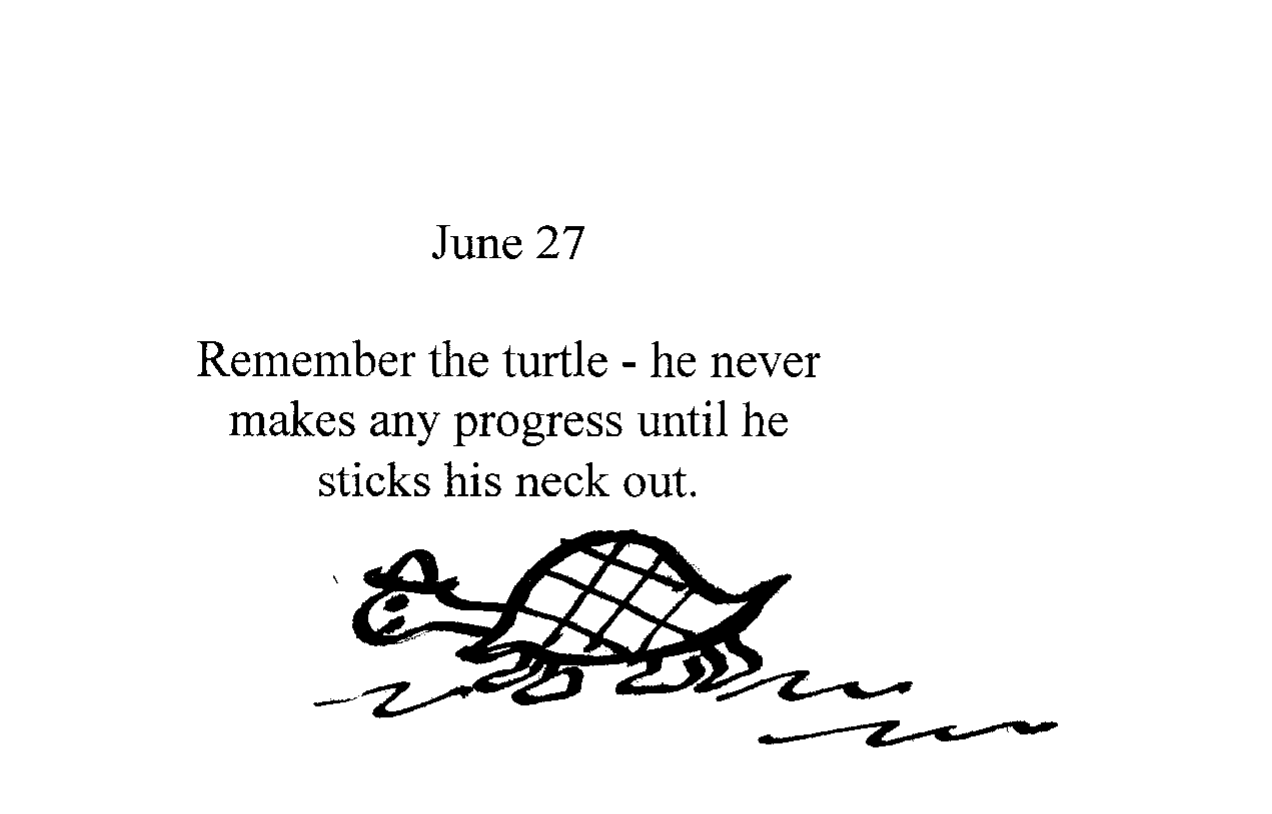 June 27
Remember the turtle - he never
makes any progress until he
sticks his neck out.